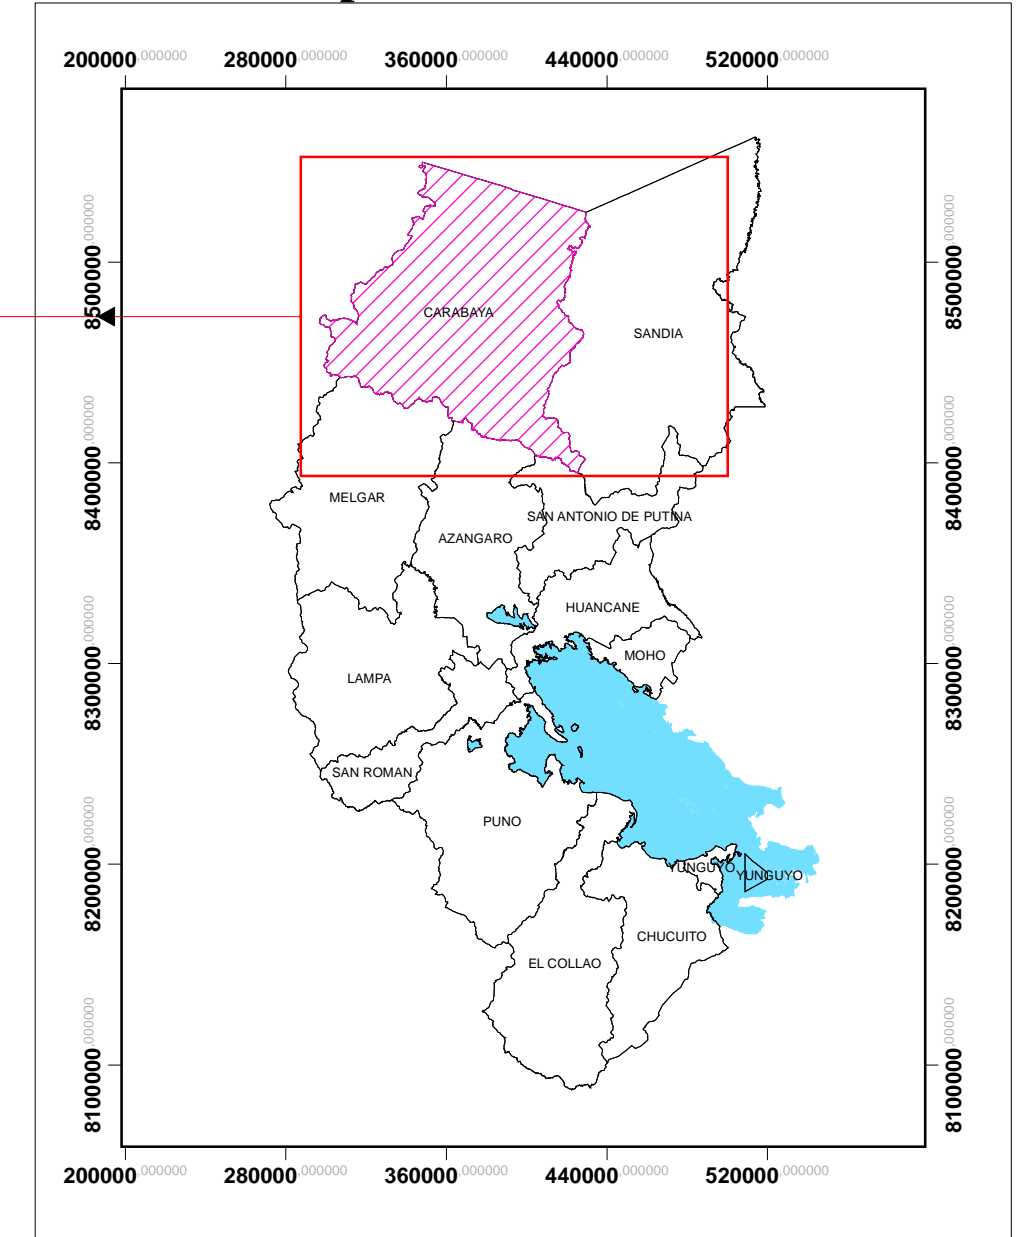 200000,000000 280000,000000 360000,000000 440000,000000 520000,000000
8500000,000000
8500000,000000
CARABAYA
SANDIA
8400000,000000
8400000,000000
MELGAR
SAN ANTONIO DE PUTINA
AZANGARO
HUANCANE
8300000,000000
8300000,000000
MOHO
LAMPA
SAN ROMAN
PUNO
8200000,000000
8200000,000000
YUNGUYO
YUNGUYO
CHUCUITO
EL COLLAO
8100000,000000
8100000,000000
200000,000000 280000,000000 360000,000000 440000,000000 520000,000000